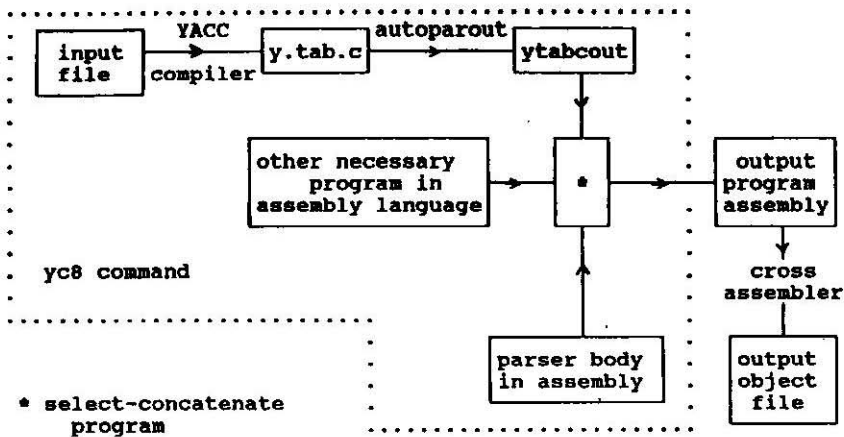 YACC
autoparout
input
file
compiler
y.tab.c
ytabcout
other necessary
program in
assembly language
*
output
program
assembly
yc8 command
cross
assembler
parser body
in assembly
output
object
file
* select-concatenate
program